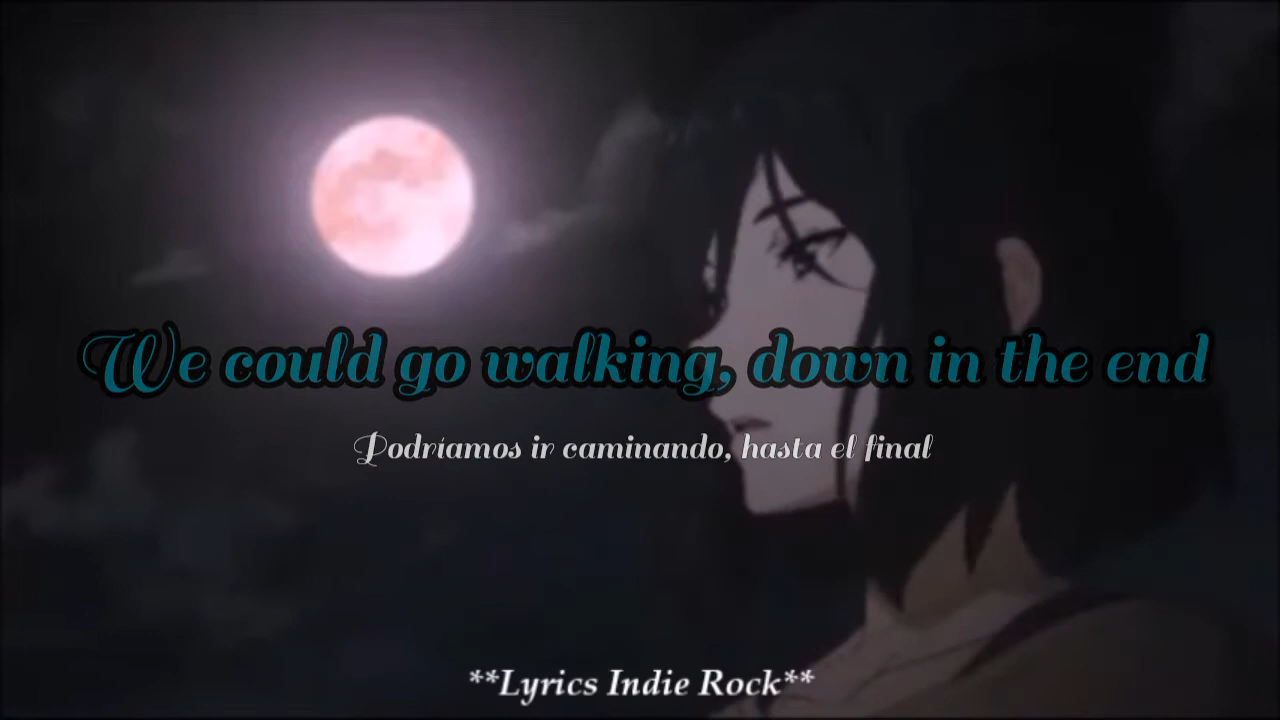 We could go walking, down in the end
Podríamos ir caminando, hasta el final
**Lyrics Indie Rock**